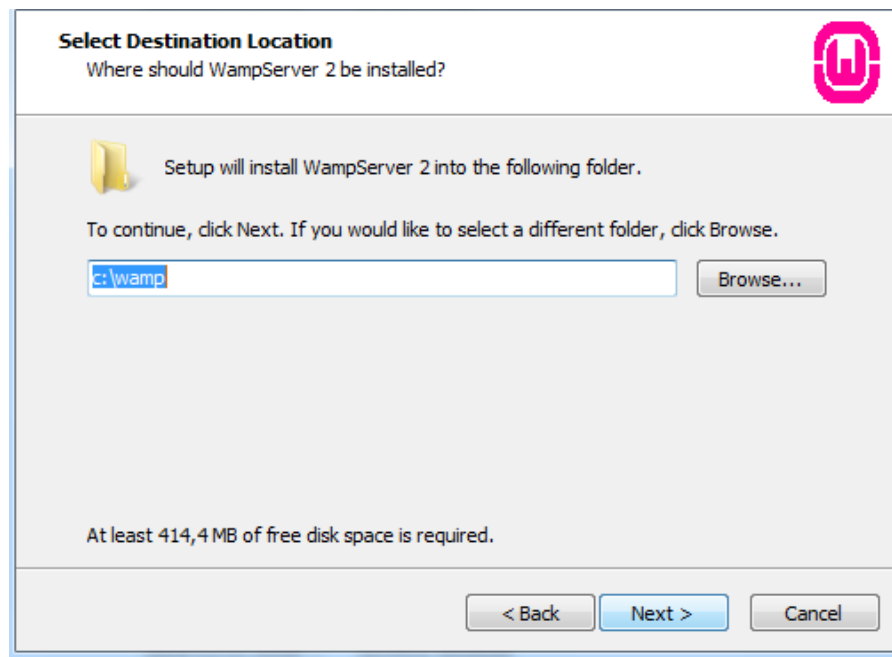 Select Destination Location
Where should WampServer 2 be installed?
W
Setup will install WampServer 2 into the following folder.
To continue, click Next. If you would like to select a different folder, click Browse.
c:\wamp
Browse...
At least 414,4 MB of free disk space is required.
< Back Next > Cancel